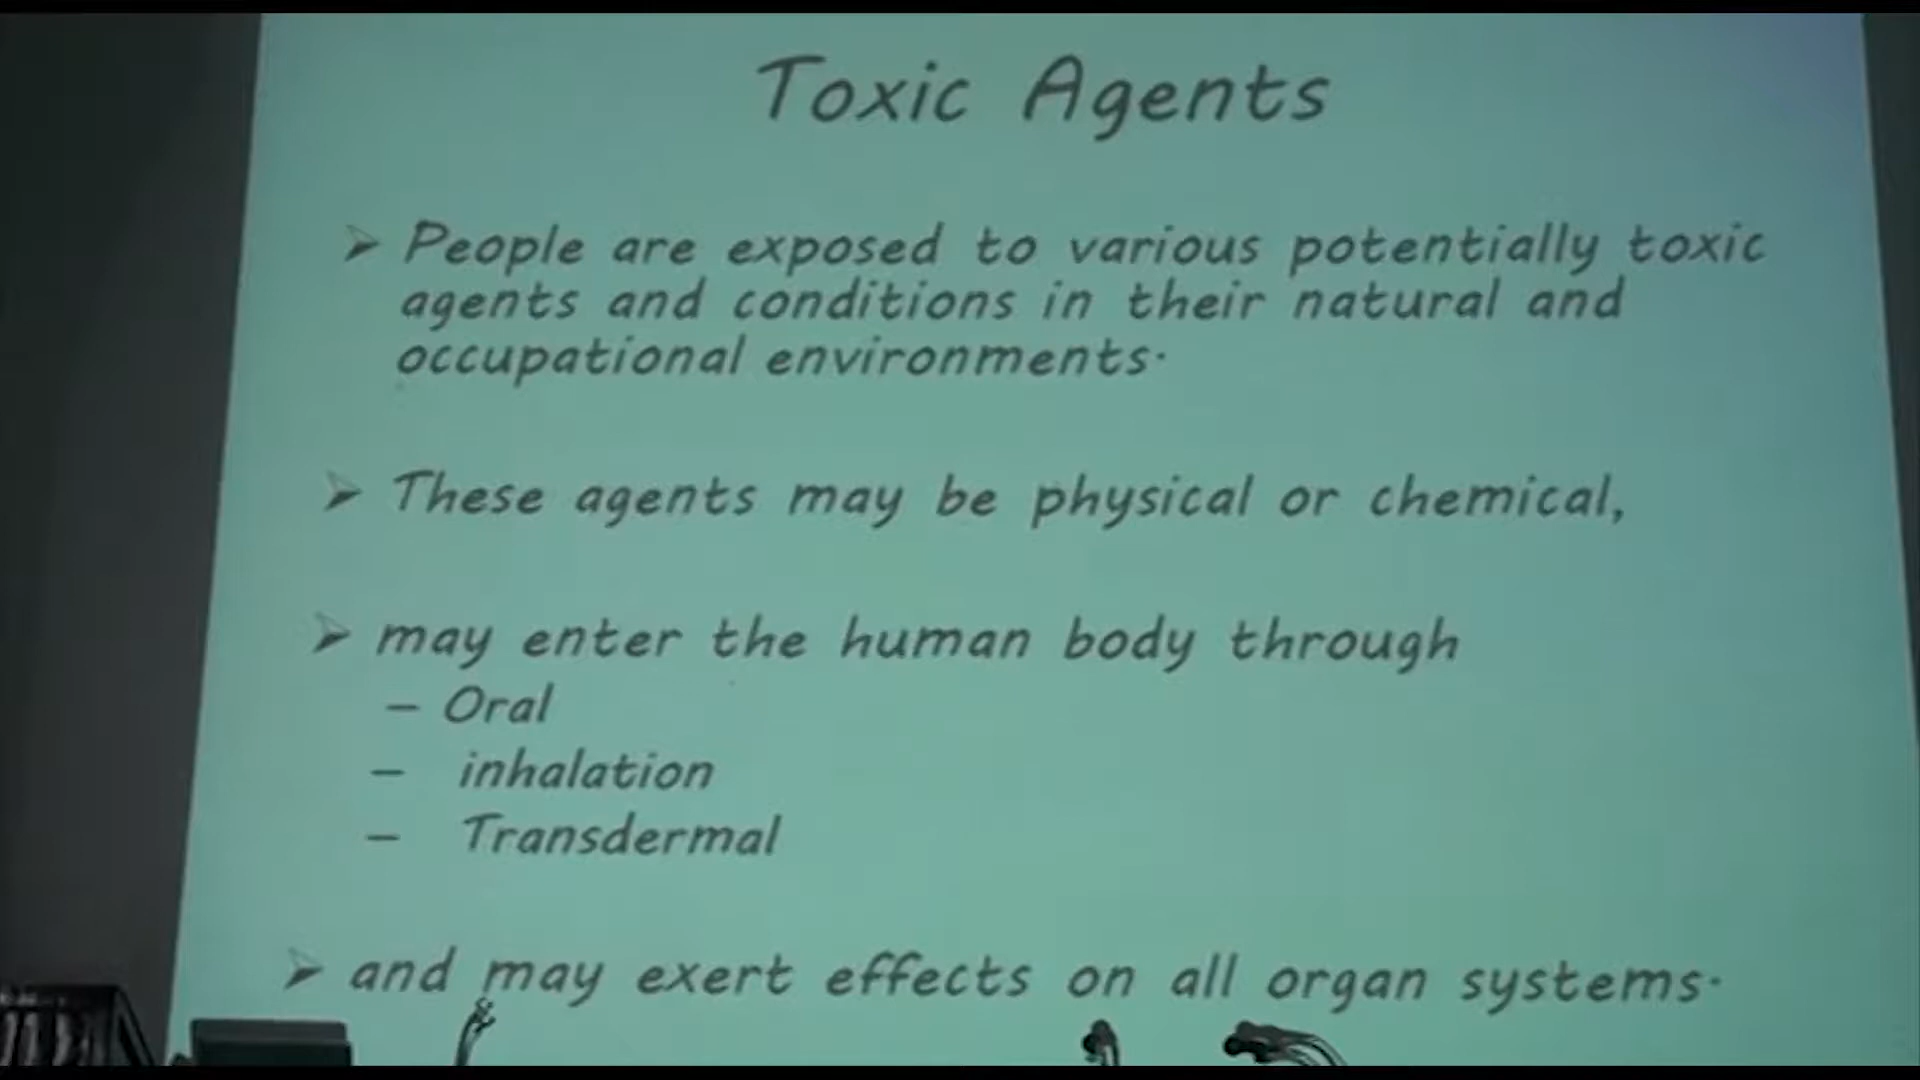 Toxic Agents
➢ People are exposed to various potentially toxic
agents and conditions in their natural and
occupational environments.
➢ These agents may be physical or chemical,
➢ may enter the human body through
– Oral
– inhalation
– Transdermal
➢ and may exert effects on all organ systems.